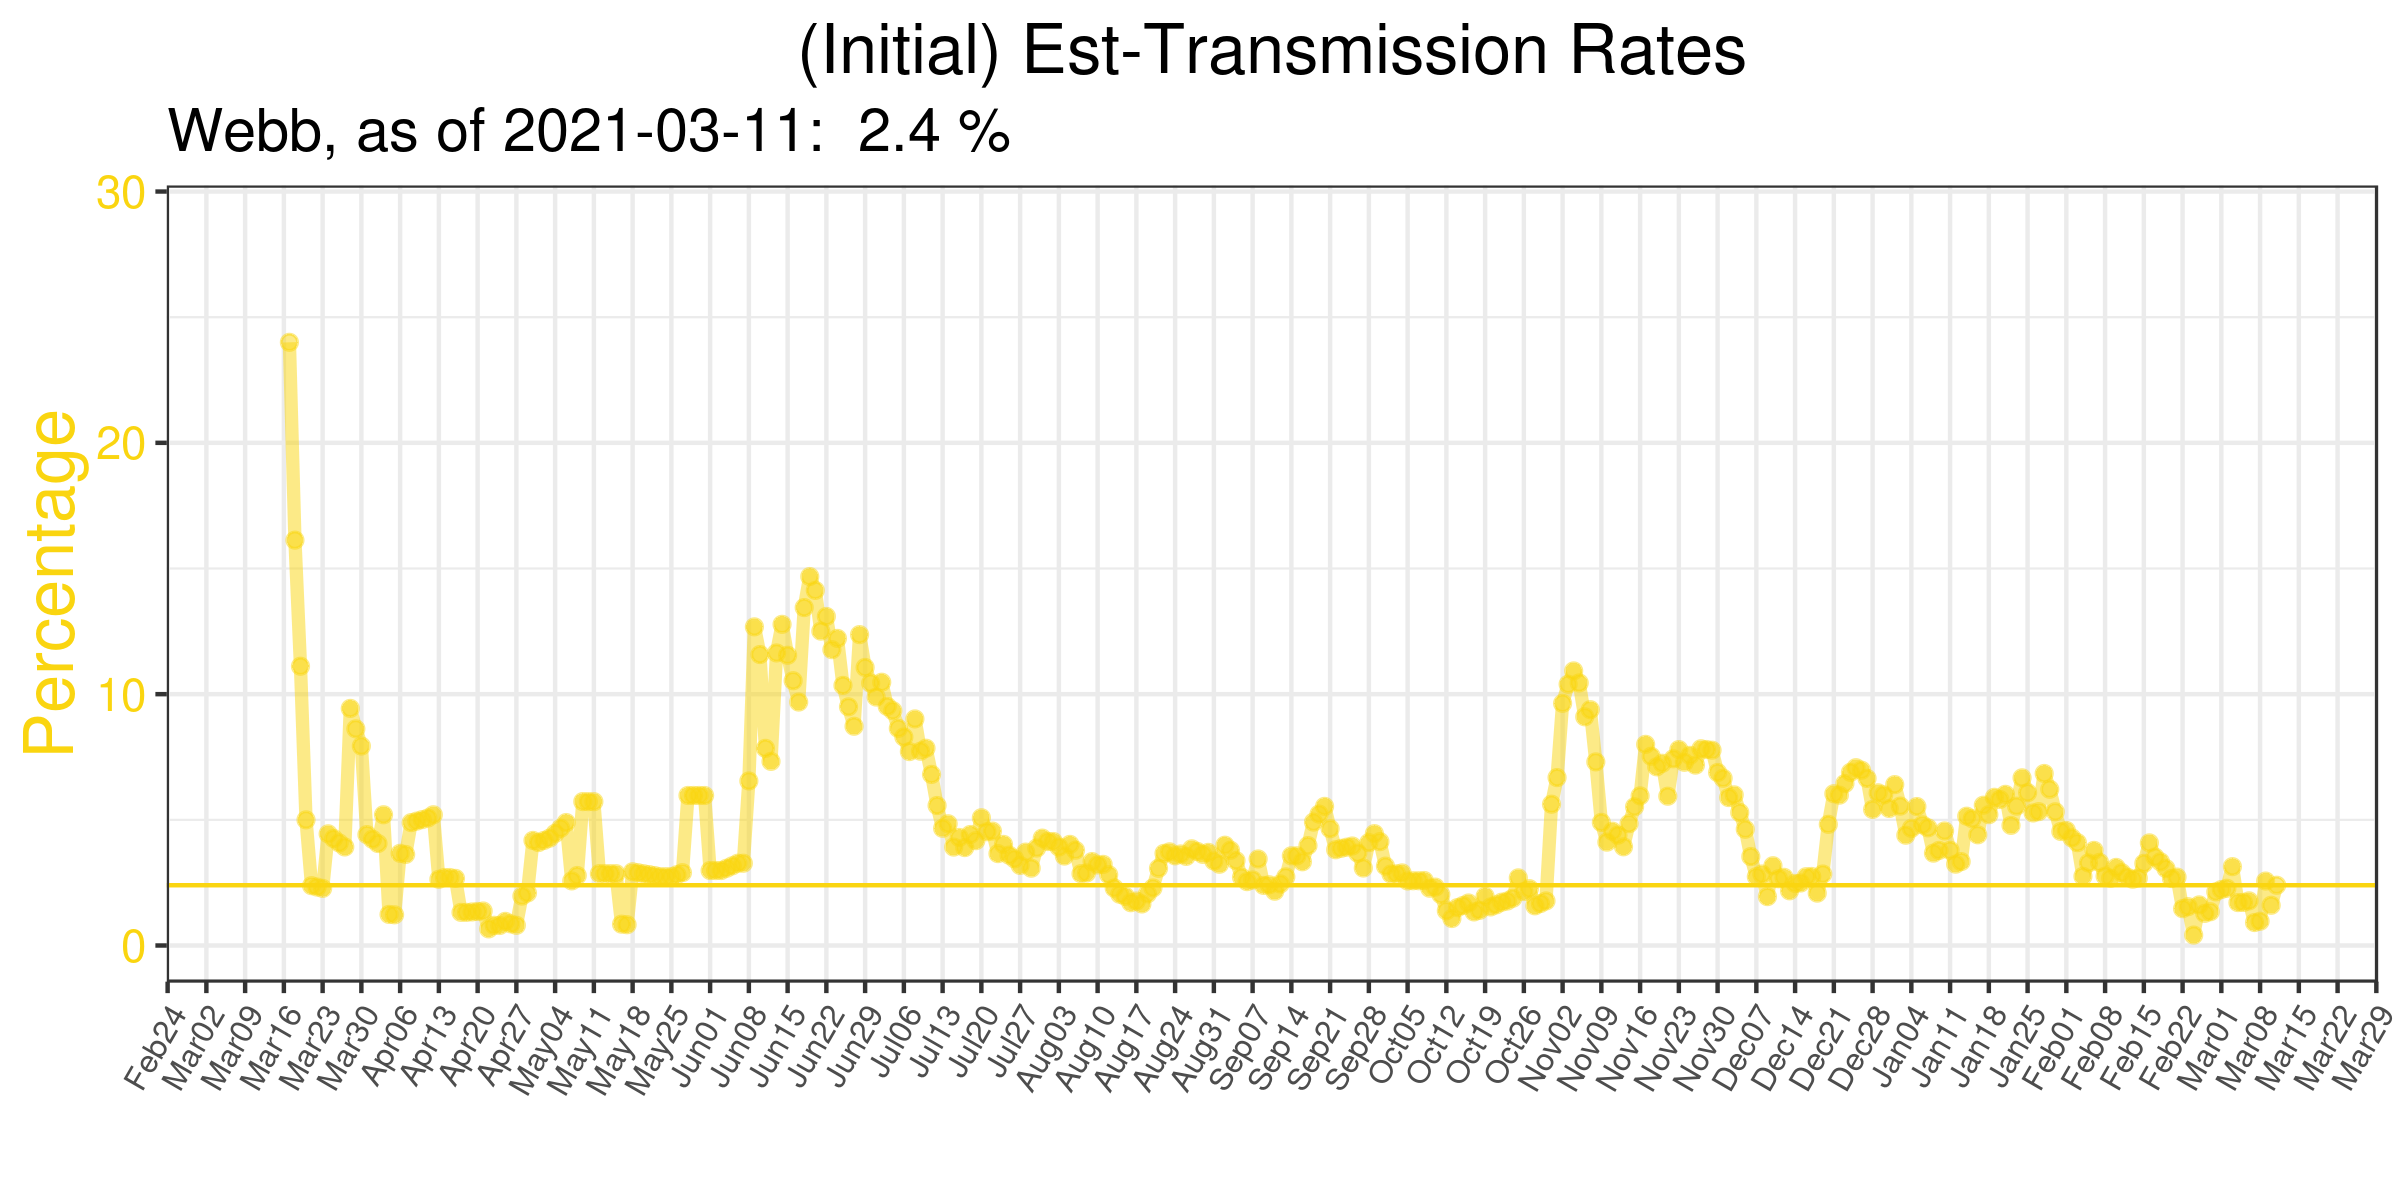 (Initial) Est-Transmission Rates
Webb, as of 2021-03-11:  2.4 %
Percentage
30
20
10
0
Feb24 Mar02 Mar09 Mar16 Mar23 Mar30 Apr06 Apr13 Apr20 Apr27 May04 May11 May18 May25 Jun01 Jun08 Jun15 Jun22 Jun29 Jul06 Jul13 Jul20 Jul27 Aug03 Aug10 Aug17 Aug24 Aug31 Sep07 Sep14 Sep21 Sep28 Oct05 Oct12 Oct19 Oct26 Nov02 Nov09 Nov16 Nov23 Nov30 Dec07 Dec14 Dec21 Dec28 Jan04 Jan11 Jan18 Jan25 Feb01 Feb08 Feb15 Feb22 Mar01 Mar08 Mar15 Mar22 Mar29